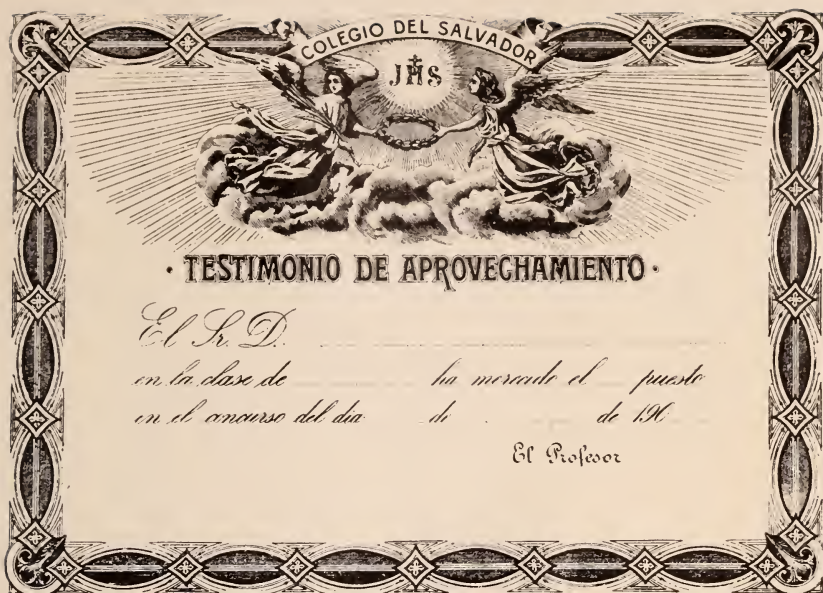 COLEGIO DEL SALVADOR
JHS
· TESTIMONIO DE APROVECHAMIENTO ·
El Sr. D.
en la clase de ha merecido el puesto
en el concurso del dia de de 190
El Profesor